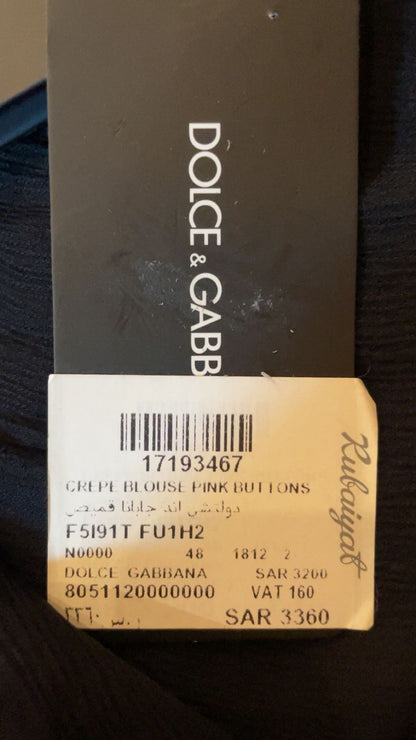 DOLCE & GABB
17193467
CREPE BLOUSE PINK BUTTONS
دولتشي اند جابانا قميص
F5I91T FU1H2
N0000 48 1812 2
DOLCE GABBANA SAR 3200
8051120000000 VAT 160
SAR 3360
Rubaiyat